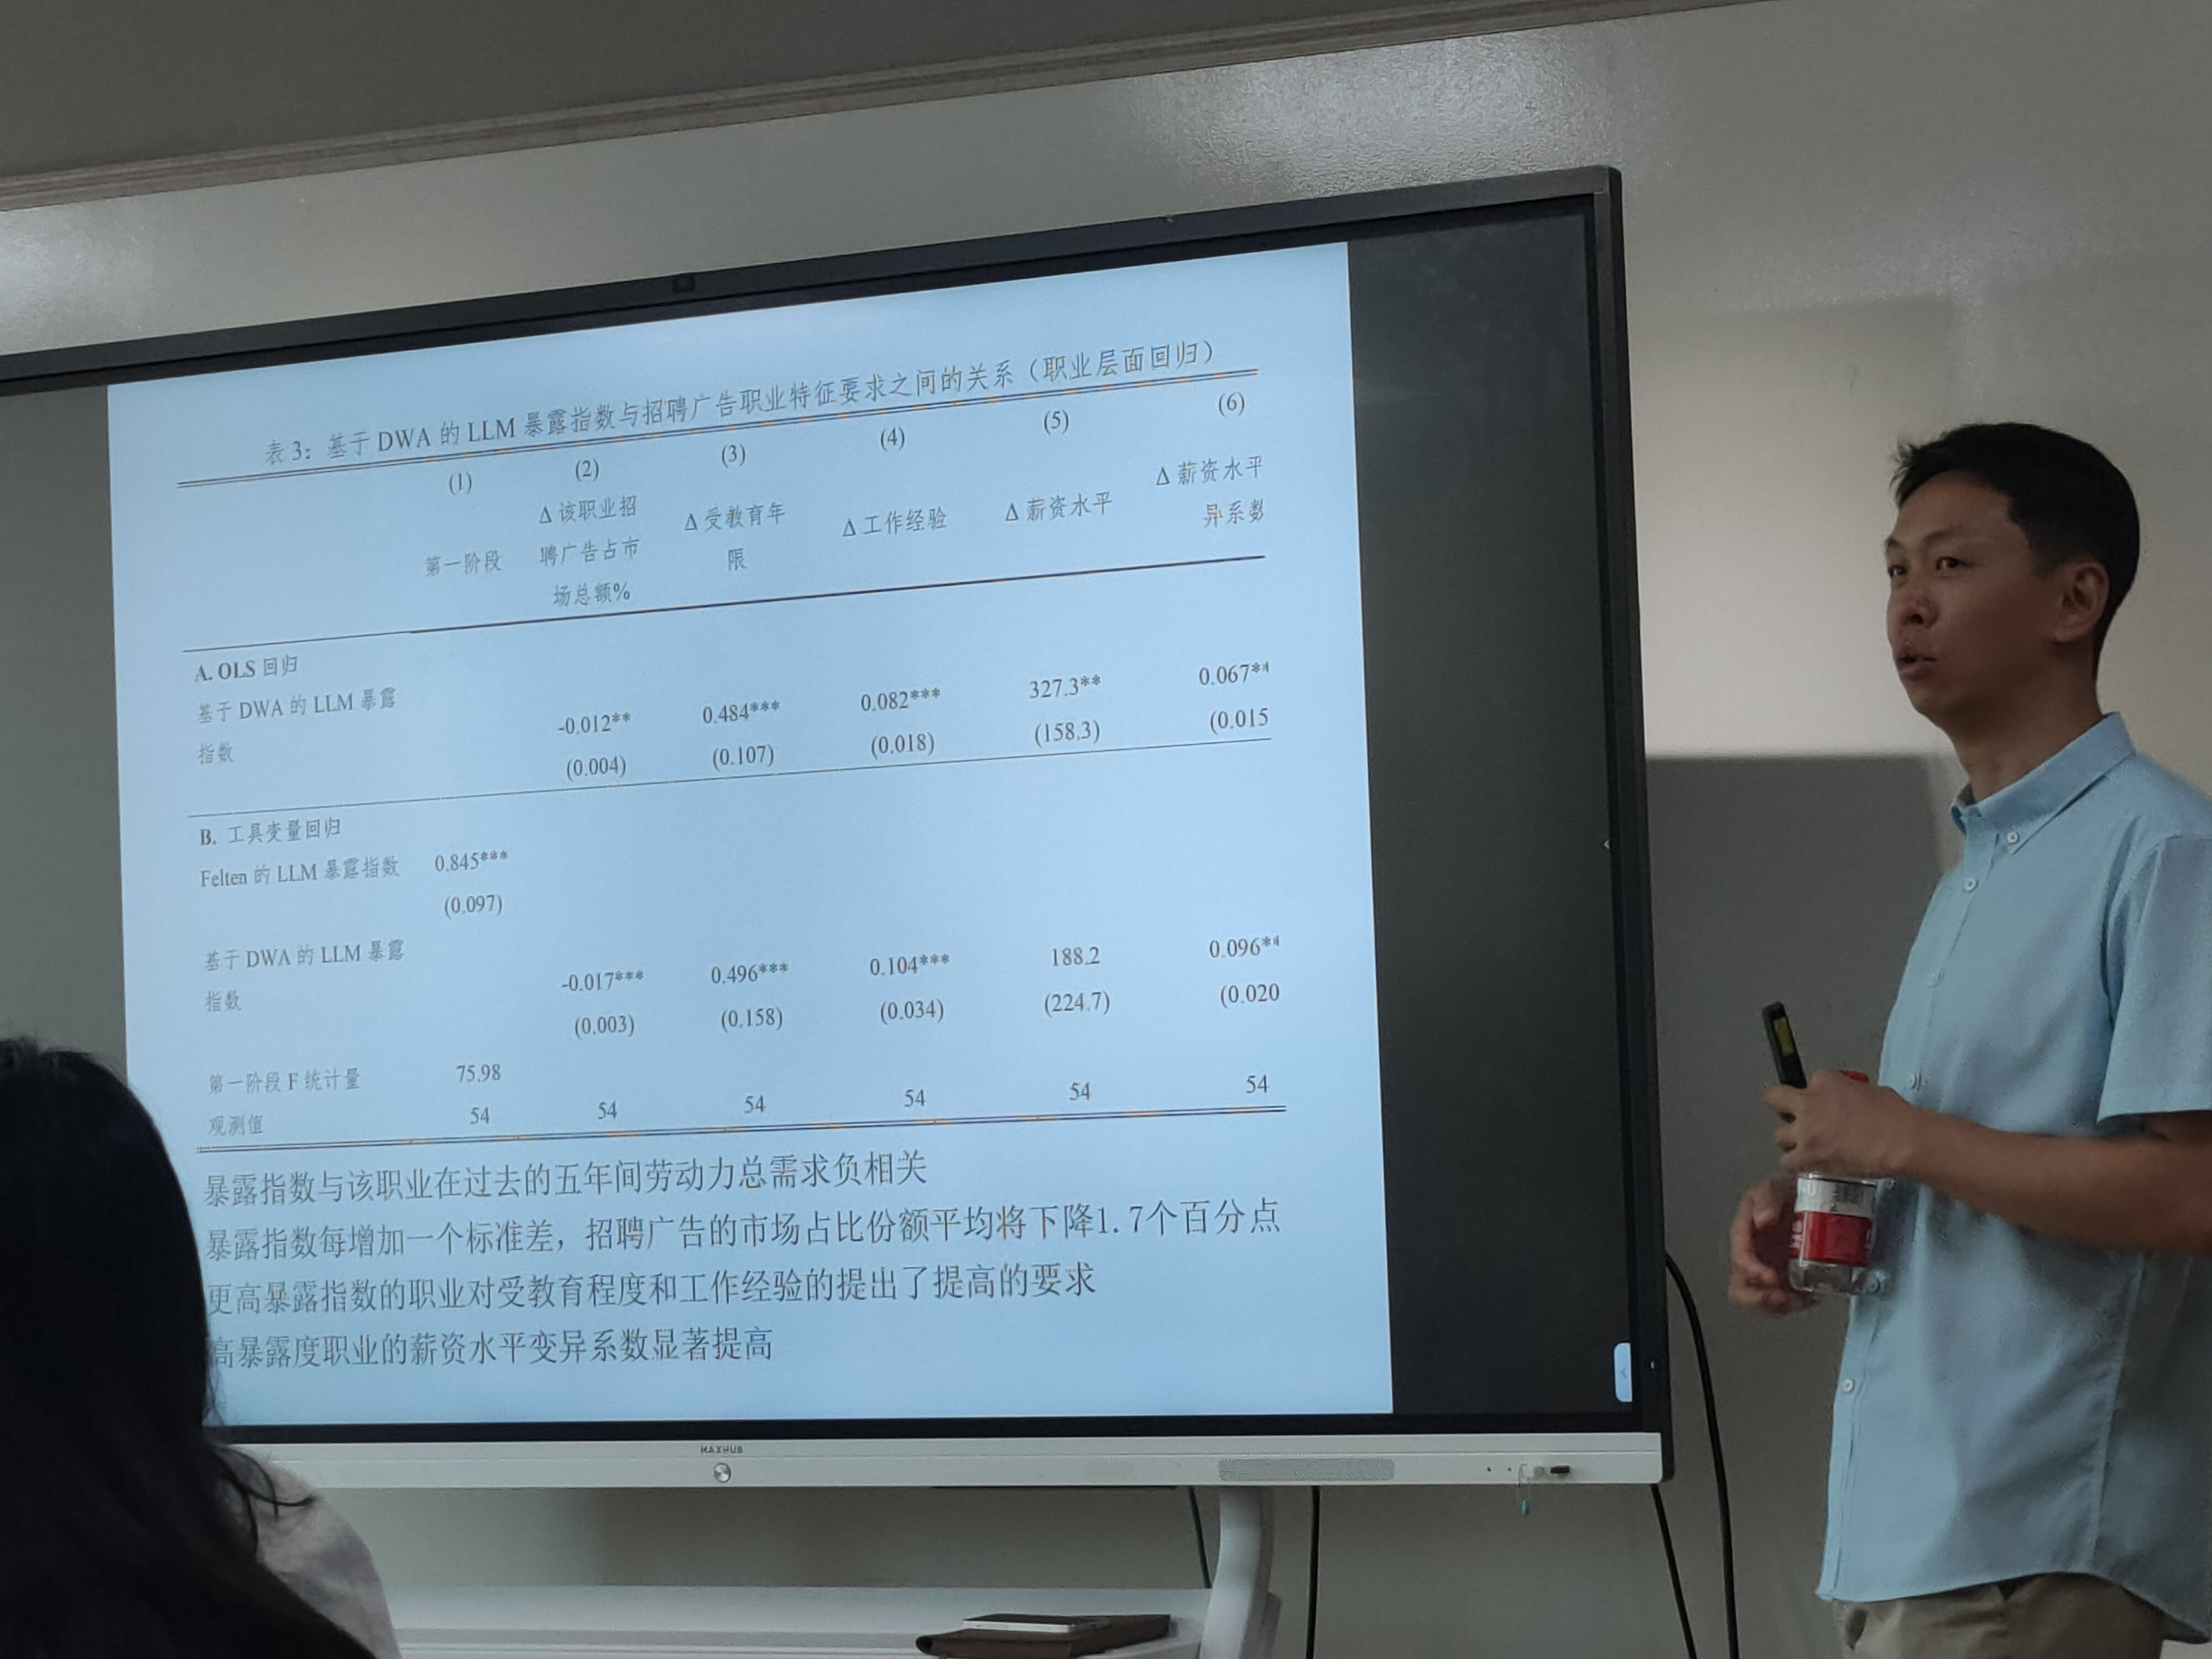 表 3：基于 DWA 的 LLM 暴露指数与招聘广告职业特征要求之间的关系（职业层面回归）
(1) (2) (3) (4) (5) (6)
第一阶段 Δ 该职业招聘广告占市场总额% Δ 受教育年限 Δ 工作经验 Δ 薪资水平 Δ 薪资水平 异系数
A. OLS 回归
基于 DWA 的 LLM 暴露
指数 -0.012** 0.484*** 0.082*** 327.3** 0.067**
(0.004) (0.107) (0.018) (158.3) (0.015
B. 工具变量回归
Felten 的 LLM 暴露指数 0.845***
(0.097)
基于 DWA 的 LLM 暴露
指数 -0.017*** 0.496*** 0.104*** 188.2 0.096**
(0.003) (0.158) (0.034) (224.7) (0.020
第一阶段 F 统计量 75.98
观测值 54 54 54 54 54 54
暴露指数与该职业在过去的五年间劳动力总需求负相关
暴露指数每增加一个标准差，招聘广告的市场占比份额平均将下降1.7个百分点
更高暴露指数的职业对受教育程度和工作经验的提出了提高的要求
高暴露度职业的薪资水平变异系数显著提高
MAXHUB